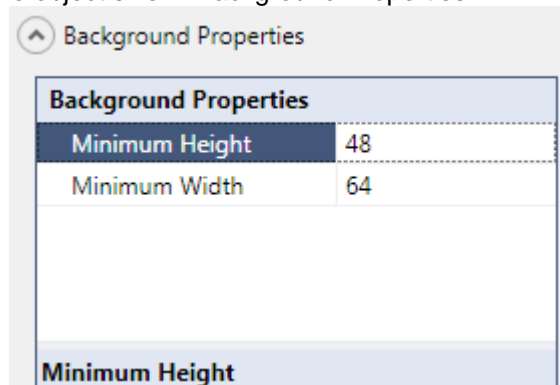 Background Properties
Background Properties
Minimum Height 48
Minimum Width 64
Minimum Height